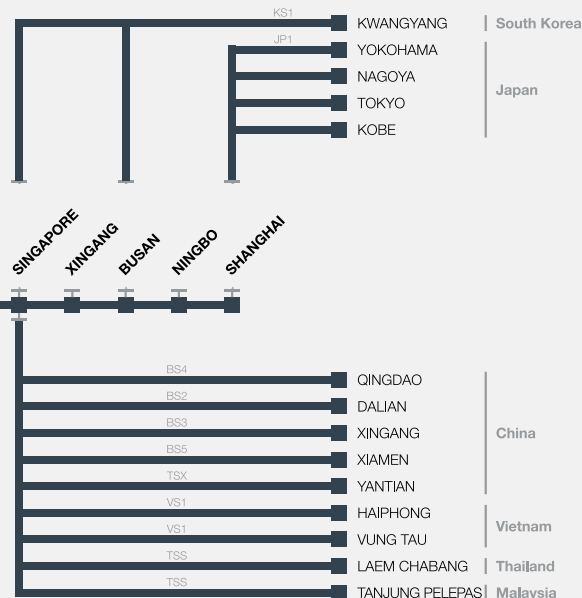 KS1
KWANGYANG
South Korea
JP1
YOKOHAMA
NAGOYA
Japan
TOKYO
KOBE
SINGAPORE
XINGANG
BUSAN
NINGBO
SHANGHAI
BS4
QINGDAO
BS2
DALIAN
BS3
XINGANG
China
BS5
XIAMEN
TSX
YANTIAN
VS1
HAIPHONG
Vietnam
VS1
VUNG TAU
TSS
LAEM CHABANG
Thailand
TSS
TANJUNG PELEPAS
Malaysia